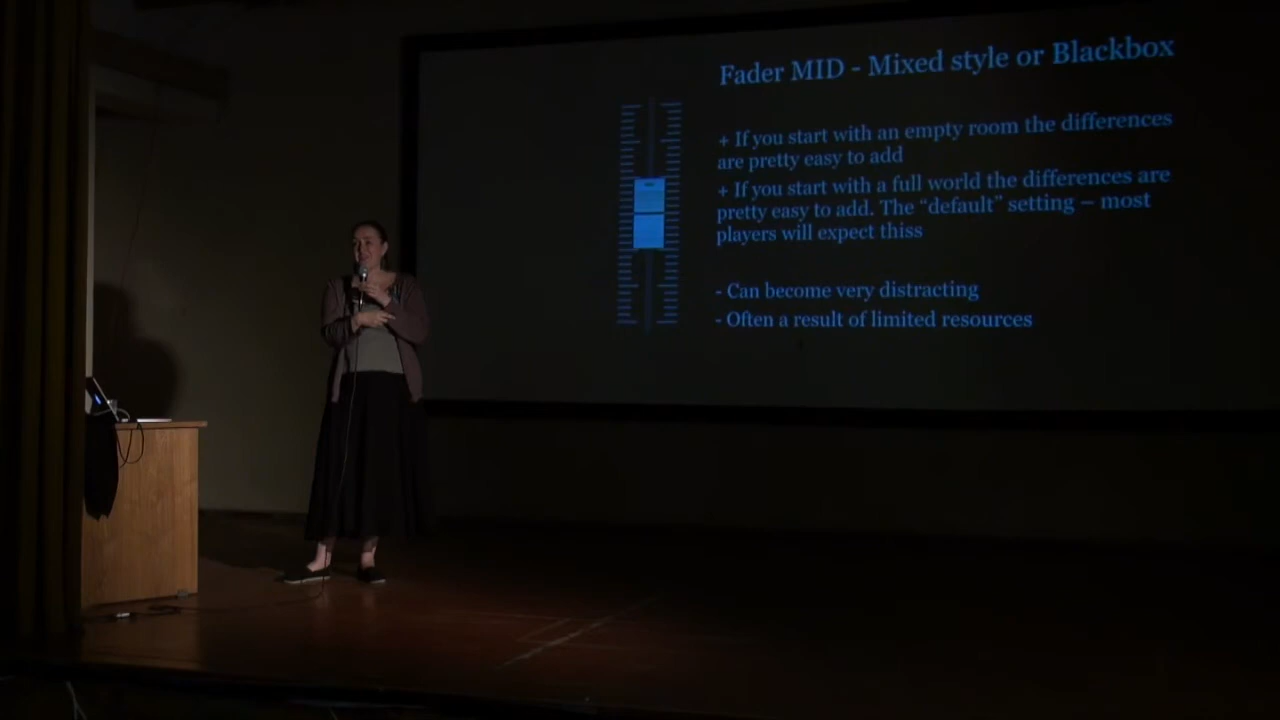 Fader MID - Mixed style or Blackbox
+ If you start with an empty room the differences
are pretty easy to add
+ If you start with a full world the differences are
pretty easy to add. The “default” setting – most
players will expect thiss
- Can become very distracting
- Often a result of limited resources